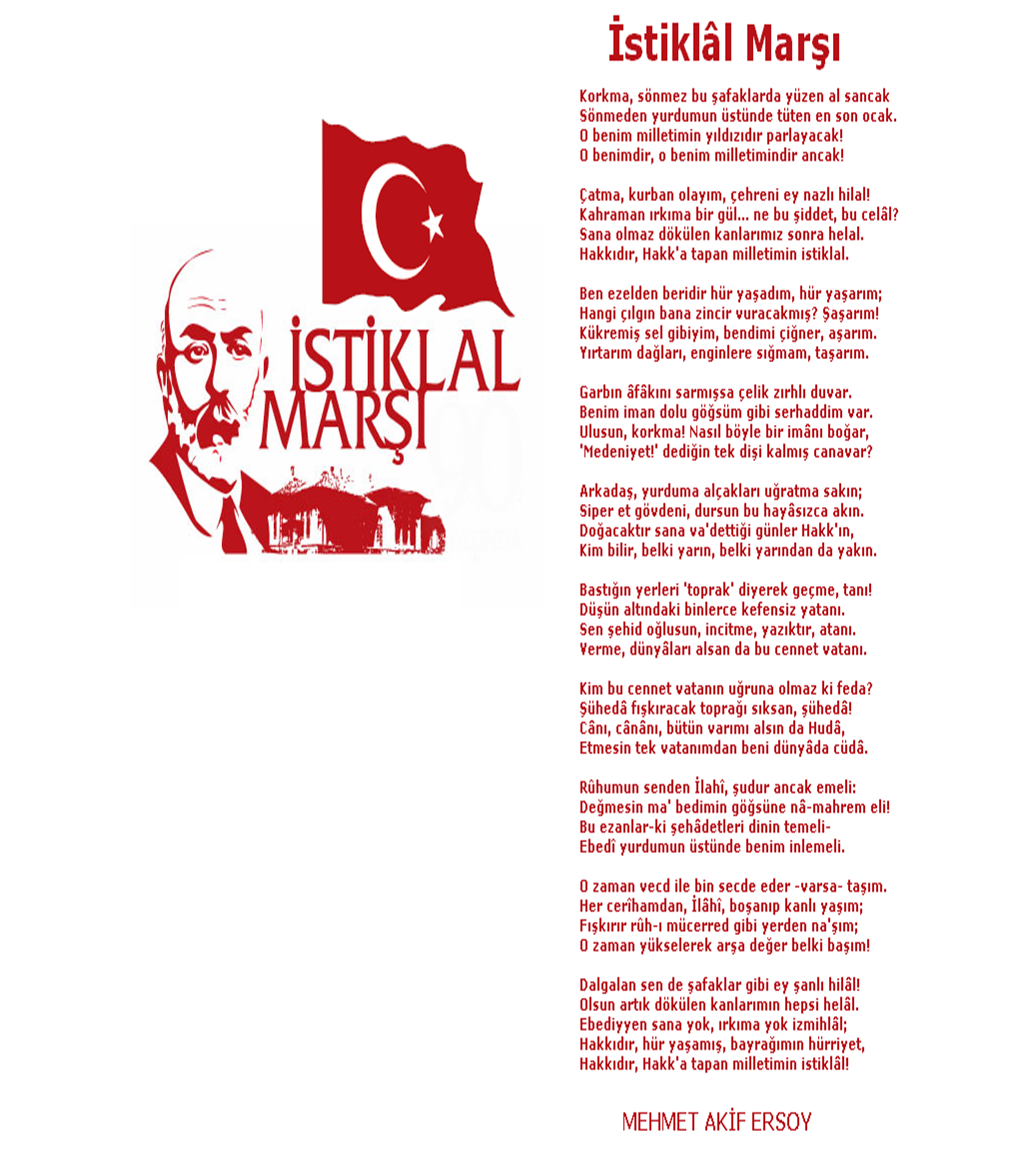 İstiklâl Marşı
İSTİKLAL
MARŞI
Korkma, sönmez bu şafaklarda yüzen al sancak
Sönmeden yurdumun üstünde tüten en son ocak.
O benim milletimin yıldızıdır parlayacak!
O benimdir, o benim milletimindir ancak!
Çatma, kurban olayım, çehreni ey nazlı hilal!
Kahraman ırkıma bir gül... ne bu şiddet, bu celâl?
Sana olmaz dökülen kanlarımız sonra helal.
Hakkıdır, Hakk'a tapan milletimin istiklal.
Ben ezelden beridir hür yaşadım, hür yaşarım;
Hangi çılgın bana zincir vuracakmış? Şaşarım!
Kükremiş sel gibiyim, bendimi çiğner, aşarım.
Yırtarım dağları, enginlere sığmam, taşarım.
Garbın âfâkını sarmışsa çelik zırhlı duvar.
Benim iman dolu göğsüm gibi serhaddim var.
Ulusun, korkma! Nasıl böyle bir imânı boğar,
'Medeniyet!' dediğin tek dişi kalmış canavar?
Arkadaş, yurduma alçakları uğratma sakın;
Siper et gövdeni, dursun bu hayâsızca akın.
Doğacaktır sana va'dettiği günler Hakk'ın,
Kim bilir, belki yarın, belki yarından da yakın.
Bastığın yerleri 'toprak' diyerek geçme, tanı!
Düşün altındaki binlerce kefensiz yatanı.
Sen şehid oğlusun, incitme, yazıktır, atanı.
Verme, dünyâları alsan da bu cennet vatanı.
Kim bu cennet vatanın uğruna olmaz ki feda?
Şühedâ fışkıracak toprağı sıksan, şühedâ!
Cânı, cânânı, bütün varımı alsın da Hudâ,
Etmesin tek vatanımdan beni dünyâda cüdâ.
Rûhumun senden İlahî, şudur ancak emeli:
Değmesin ma' bedimin göğsüne nâ-mahrem eli!
Bu ezanlar-ki şehâdetleri dinin temeli-
Ebedî yurdumun üstünde benim inlemeli.
O zaman vecd ile bin secde eder -varsa- taşım.
Her cerîhamdan, İlâhî, boşanıp kanlı yaşım;
Fışkırır rûh-ı mücerred gibi yerden na'şım;
O zaman yükselerek arşa değer belki başım!
Dalgalan sen de şafaklar gibi ey şanlı hilâl!
Olsun artık dökülen kanlarımın hepsi helâl.
Ebediyyen sana yok, ırkıma yok izmihlâl;
Hakkıdır, hür yaşamış, bayrağımın hürriyet,
Hakkıdır, Hakk'a tapan milletimin istiklâl!
MEHMET AKİF ERSOY